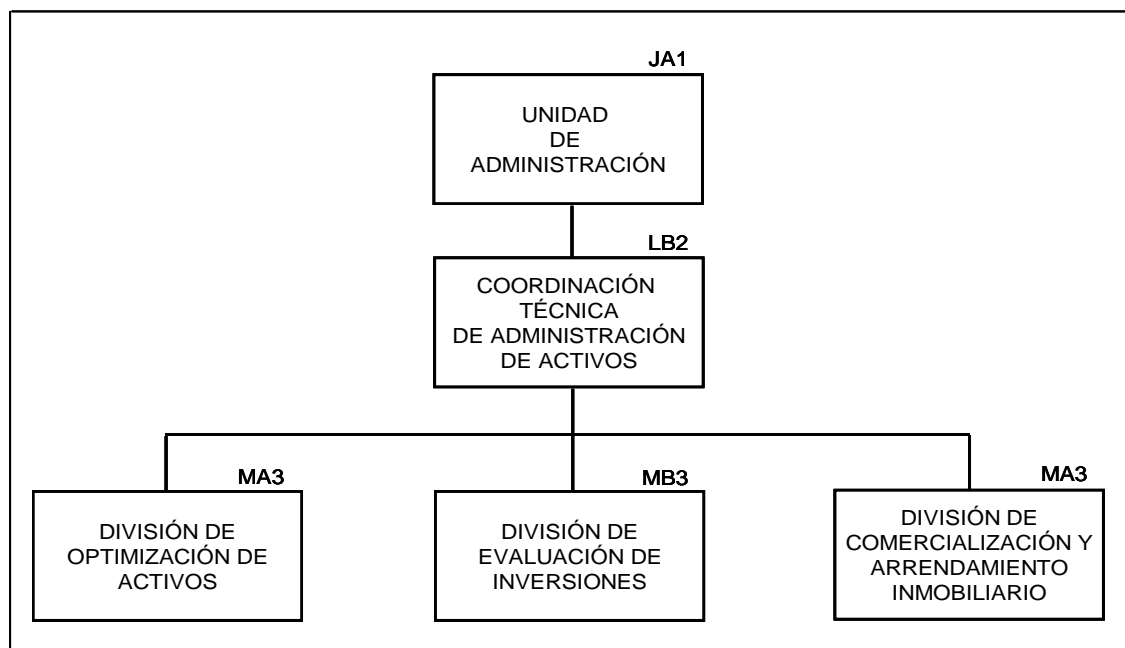 JA1
UNIDAD
DE
ADMINISTRACIÓN
LB2
COORDINACIÓN
TÉCNICA
DE ADMINISTRACIÓN
DE ACTIVOS
MA3
DIVISIÓN DE
OPTIMIZACIÓN DE
ACTIVOS
MB3
DIVISIÓN DE
EVALUACIÓN DE
INVERSIONES
MA3
DIVISIÓN DE
COMERCIALIZACIÓN Y
ARRENDAMIENTO
INMOBILIARIO